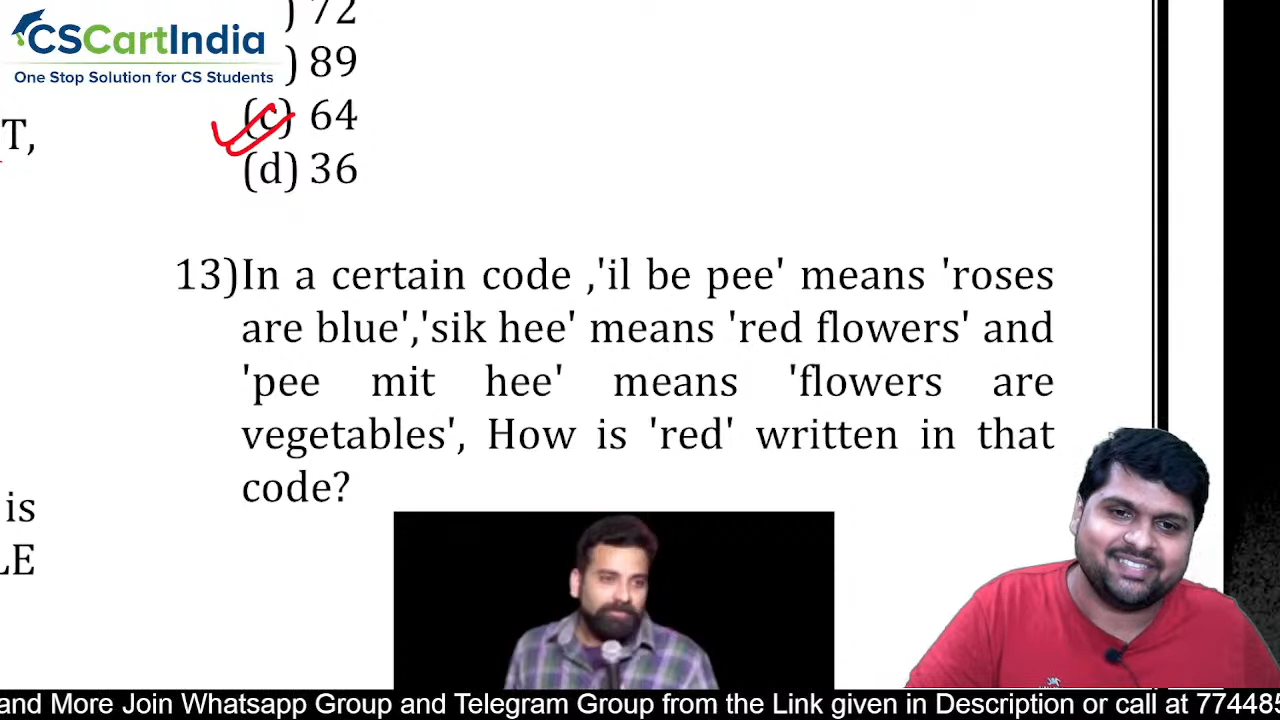 CSCartIndia
One Stop Solution for CS Students
) 72
) 89
(c) 64
(d) 36
T,
13)In a certain code ,'il be pee' means 'roses
are blue','sik hee' means 'red flowers' and
'pee mit hee' means 'flowers are
vegetables', How is 'red' written in that
code?
is
LE
and More Join Whatsapp Group and Telegram Group from the Link given in Description or call at 774485